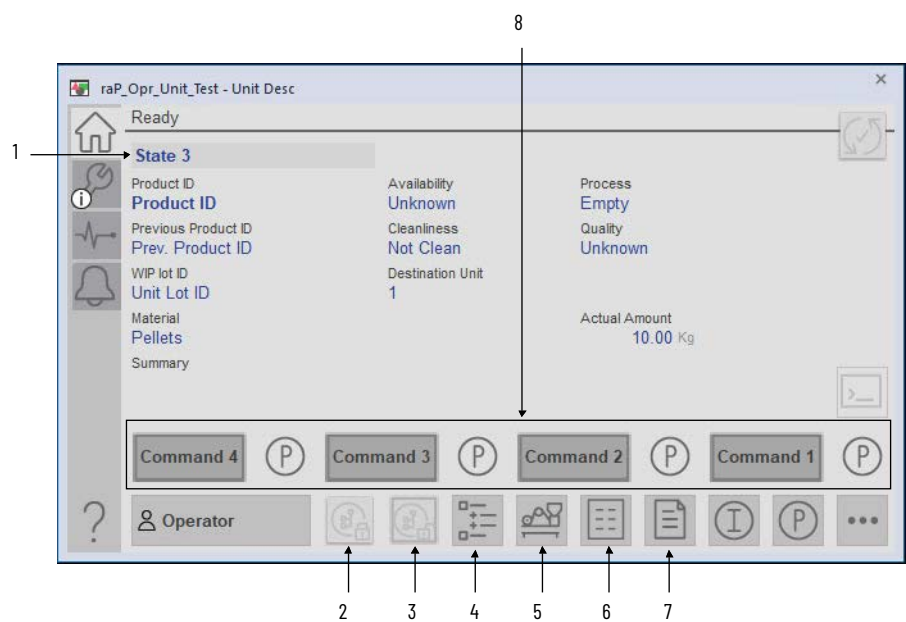 8
raP_Opr_Unit_Test - Unit Desc
Ready
1
State 3
Product ID Availability Process
Product ID Unknown Empty
Previous Product ID Cleanliness Quality
Prev. Product ID Not Clean Unknown
WIP lot ID Destination Unit
Unit Lot ID 1
Material Actual Amount
Pellets 10.00 Kg
Summary
Command 4 P Command 3 P Command 2 P Command 1 P
? Operator I P
2 3 4 5 6 7